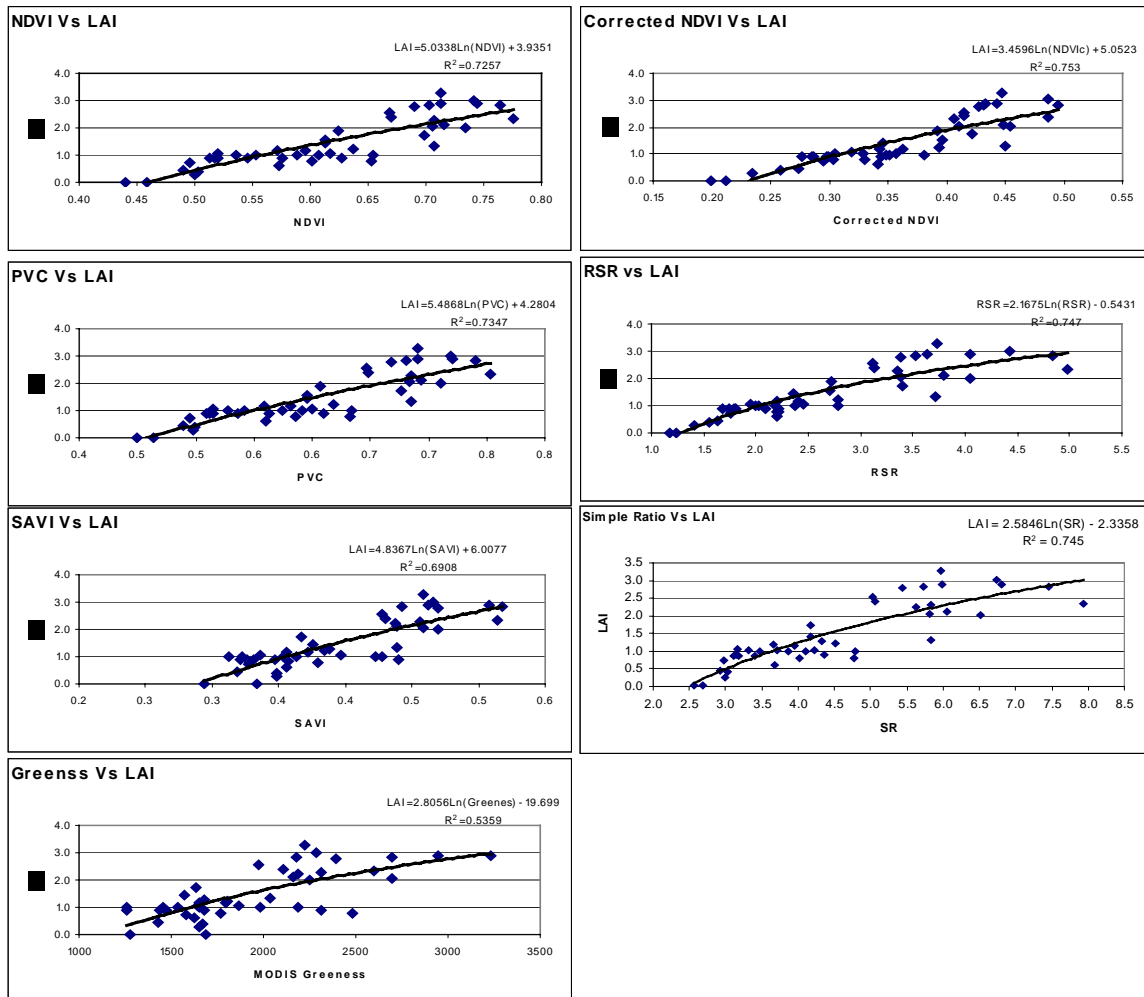 NDVI Vs LAI
LAI=5.0338Ln(NDVI) + 3.9351
R²=0.7257
4.0
3.0
2.0
1.0
0.0
0.40 0.45 0.50 0.55 0.60 0.65 0.70 0.75 0.80
NDVI
Corrected NDVI Vs LAI
LAI=3.4596Ln(NDVIc) + 5.0523
R²=0.753
4.0
3.0
2.0
1.0
0.0
0.15 0.20 0.25 0.30 0.35 0.40 0.45 0.50 0.55
Corrected NDVI
PVC Vs LAI
LAI=5.4868Ln(PVC) + 4.2804
R²=0.7347
4.0
3.0
2.0
1.0
0.0
0.4 0.5 0.5 0.6 0.6 0.7 0.7 0.8 0.8
PVC
RSR vs LAI
RSR=2.1675Ln(RSR) - 0.5431
R²=0.747
4.0
3.0
2.0
1.0
0.0
1.0 1.5 2.0 2.5 3.0 3.5 4.0 4.5 5.0 5.5
RSR
SAVI Vs LAI
LAI=4.8367Ln(SAVI) + 6.0077
R²=0.6908
4.0
3.0
2.0
1.0
0.0
0.2 0.3 0.3 0.4 0.4 0.5 0.5 0.6
SAVI
Simple Ratio Vs LAI
LAI = 2.5846Ln(SR) - 2.3358
R² = 0.745
3.5
3.0
2.5
2.0
1.5
1.0
0.5
0.0
LAI
2.0 2.5 3.0 3.5 4.0 4.5 5.0 5.5 6.0 6.5 7.0 7.5 8.0 8.5
SR
Greenss Vs LAI
LAI=2.8056Ln(Greenes) - 19.699
R²=0.5359
4.0
3.0
2.0
1.0
0.0
1000 1500 2000 2500 3000 3500
MODIS Greeness